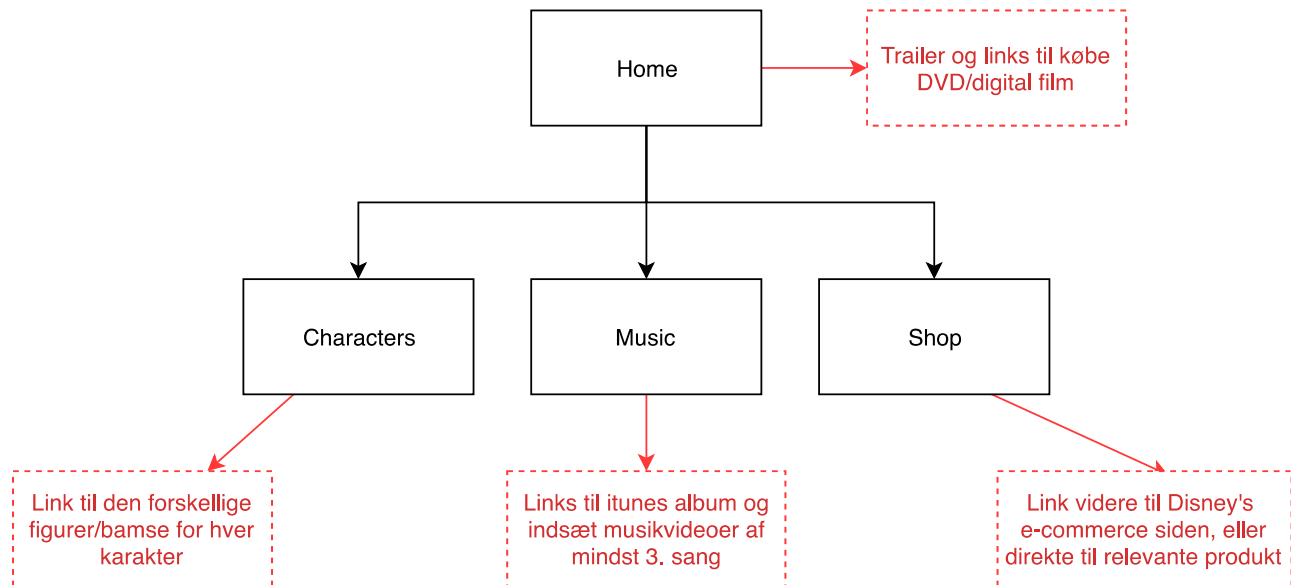 Home
Trailer og links til købe
DVD/digital film
Characters
Music
Shop
Link til den forskellige
figurer/bamse for hver
karakter
Links til itunes album og
indsæt musikvideoer af
mindst 3. sang
Link videre til Disney's
e-commerce siden, eller
direkte til relevante produkt